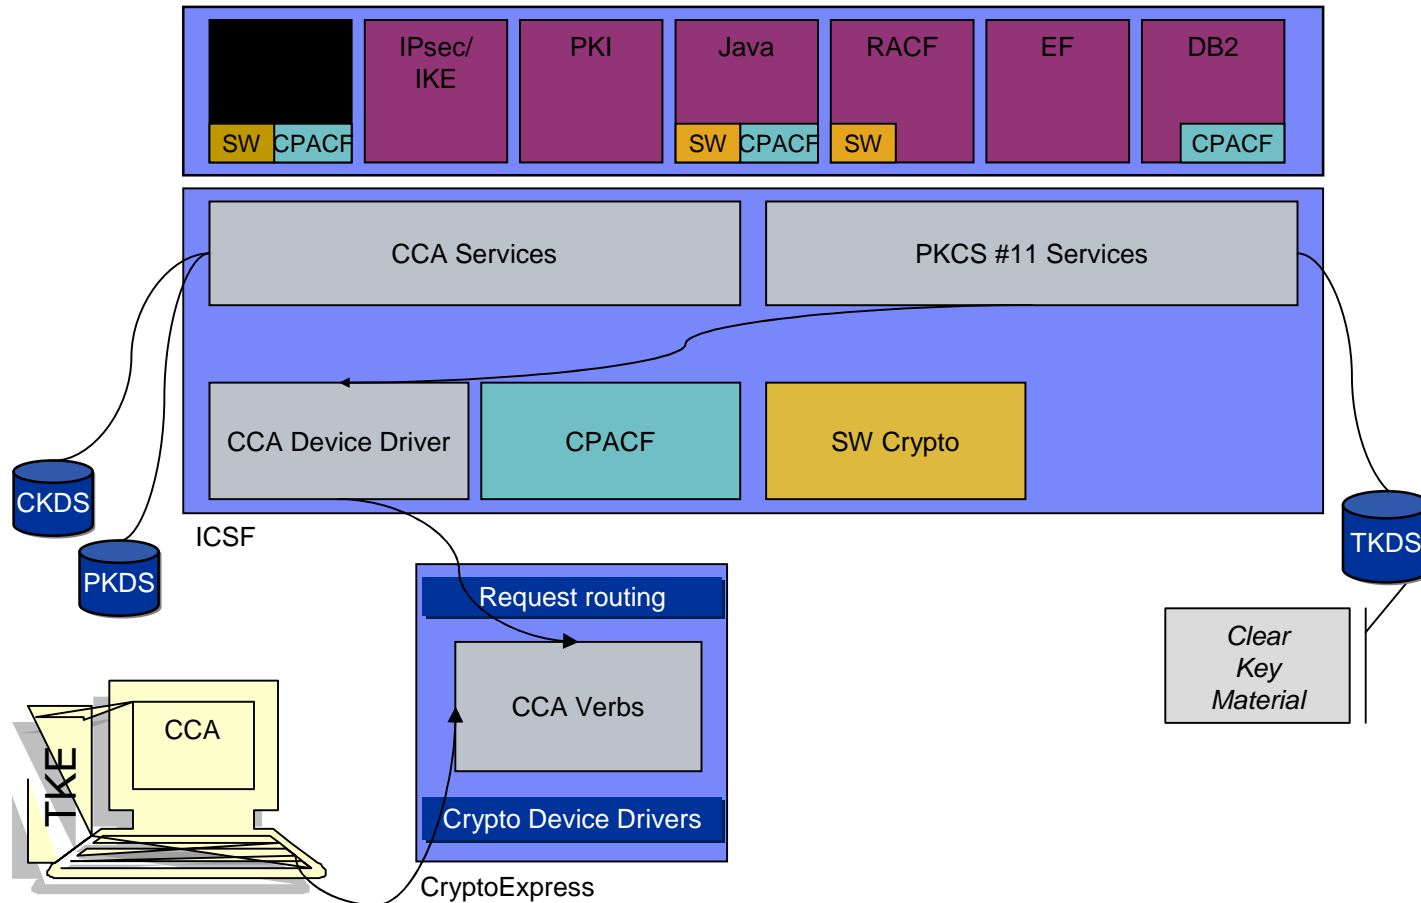 IPsec/
IKE
PKI
Java
RACF
EF
DB2
SW
CPACF
SW
CPACF
SW
CPACF
CCA Services
PKCS #11 Services
CCA Device Driver
CPACF
SW Crypto
CKDS
PKDS
TKDS
ICSF
Request routing
Clear
Key
Material
CCA Verbs
CCA
TKE
Crypto Device Drivers
CryptoExpress